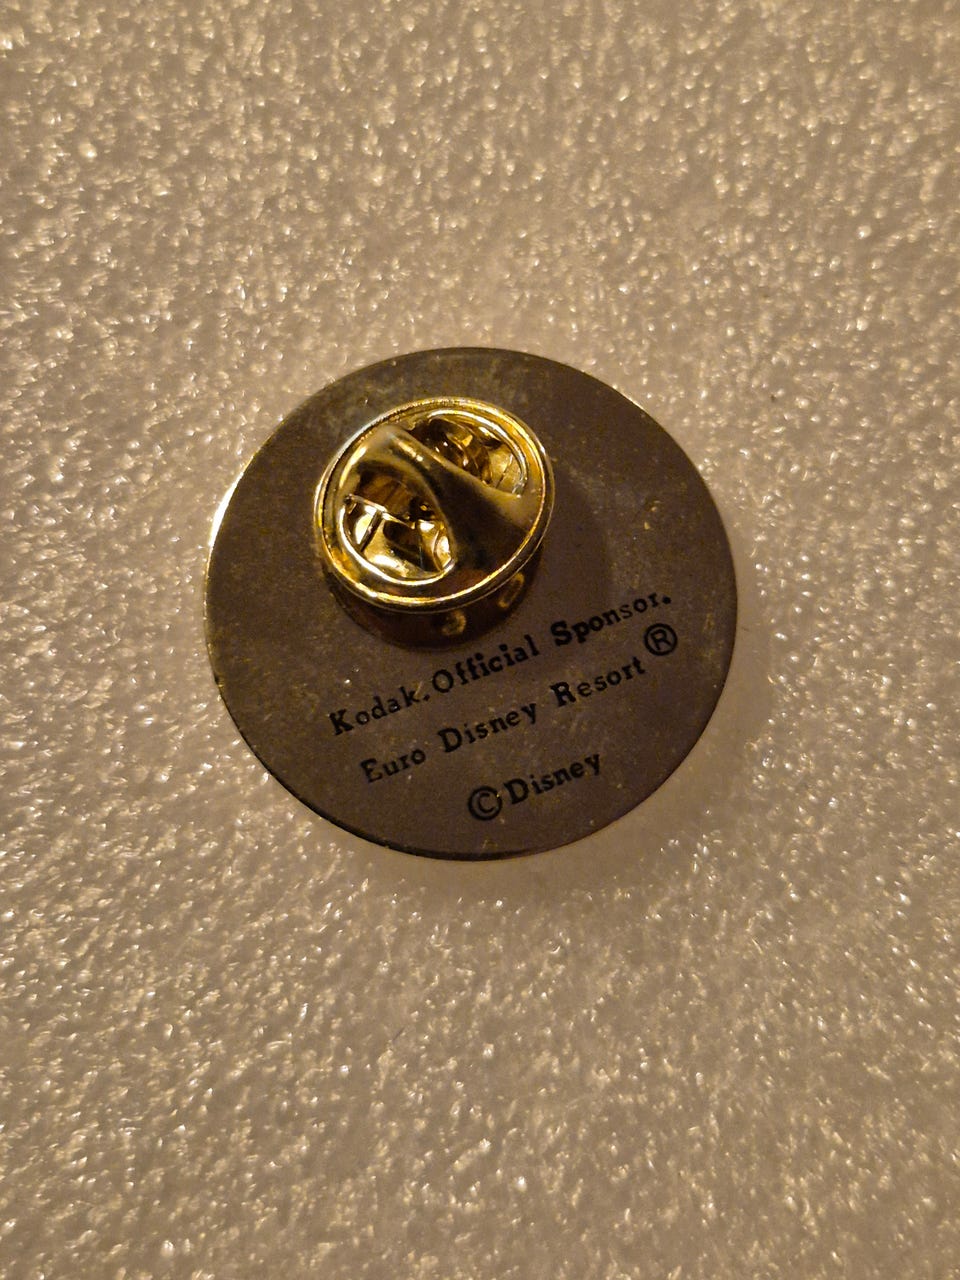 Kodak. Official Sponsor.
Euro Disney Resort ®
© Disney